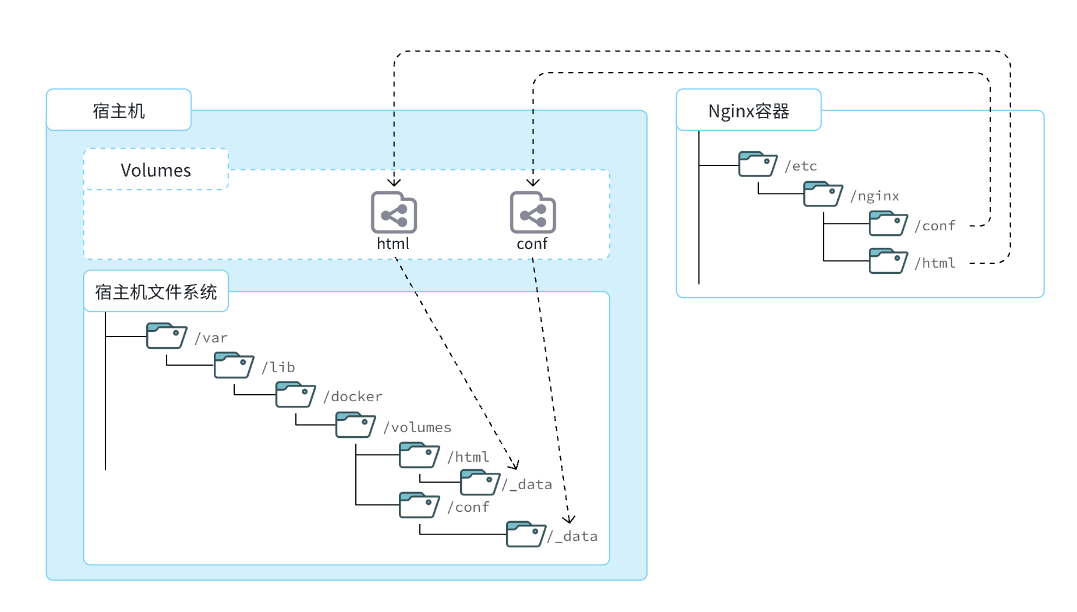 宿主机
Volumes
html
conf
宿主机文件系统
/var
/lib
/docker
/volumes
/html
/_data
/conf
/_data
Nginx容器
/etc
/nginx
/conf
/html